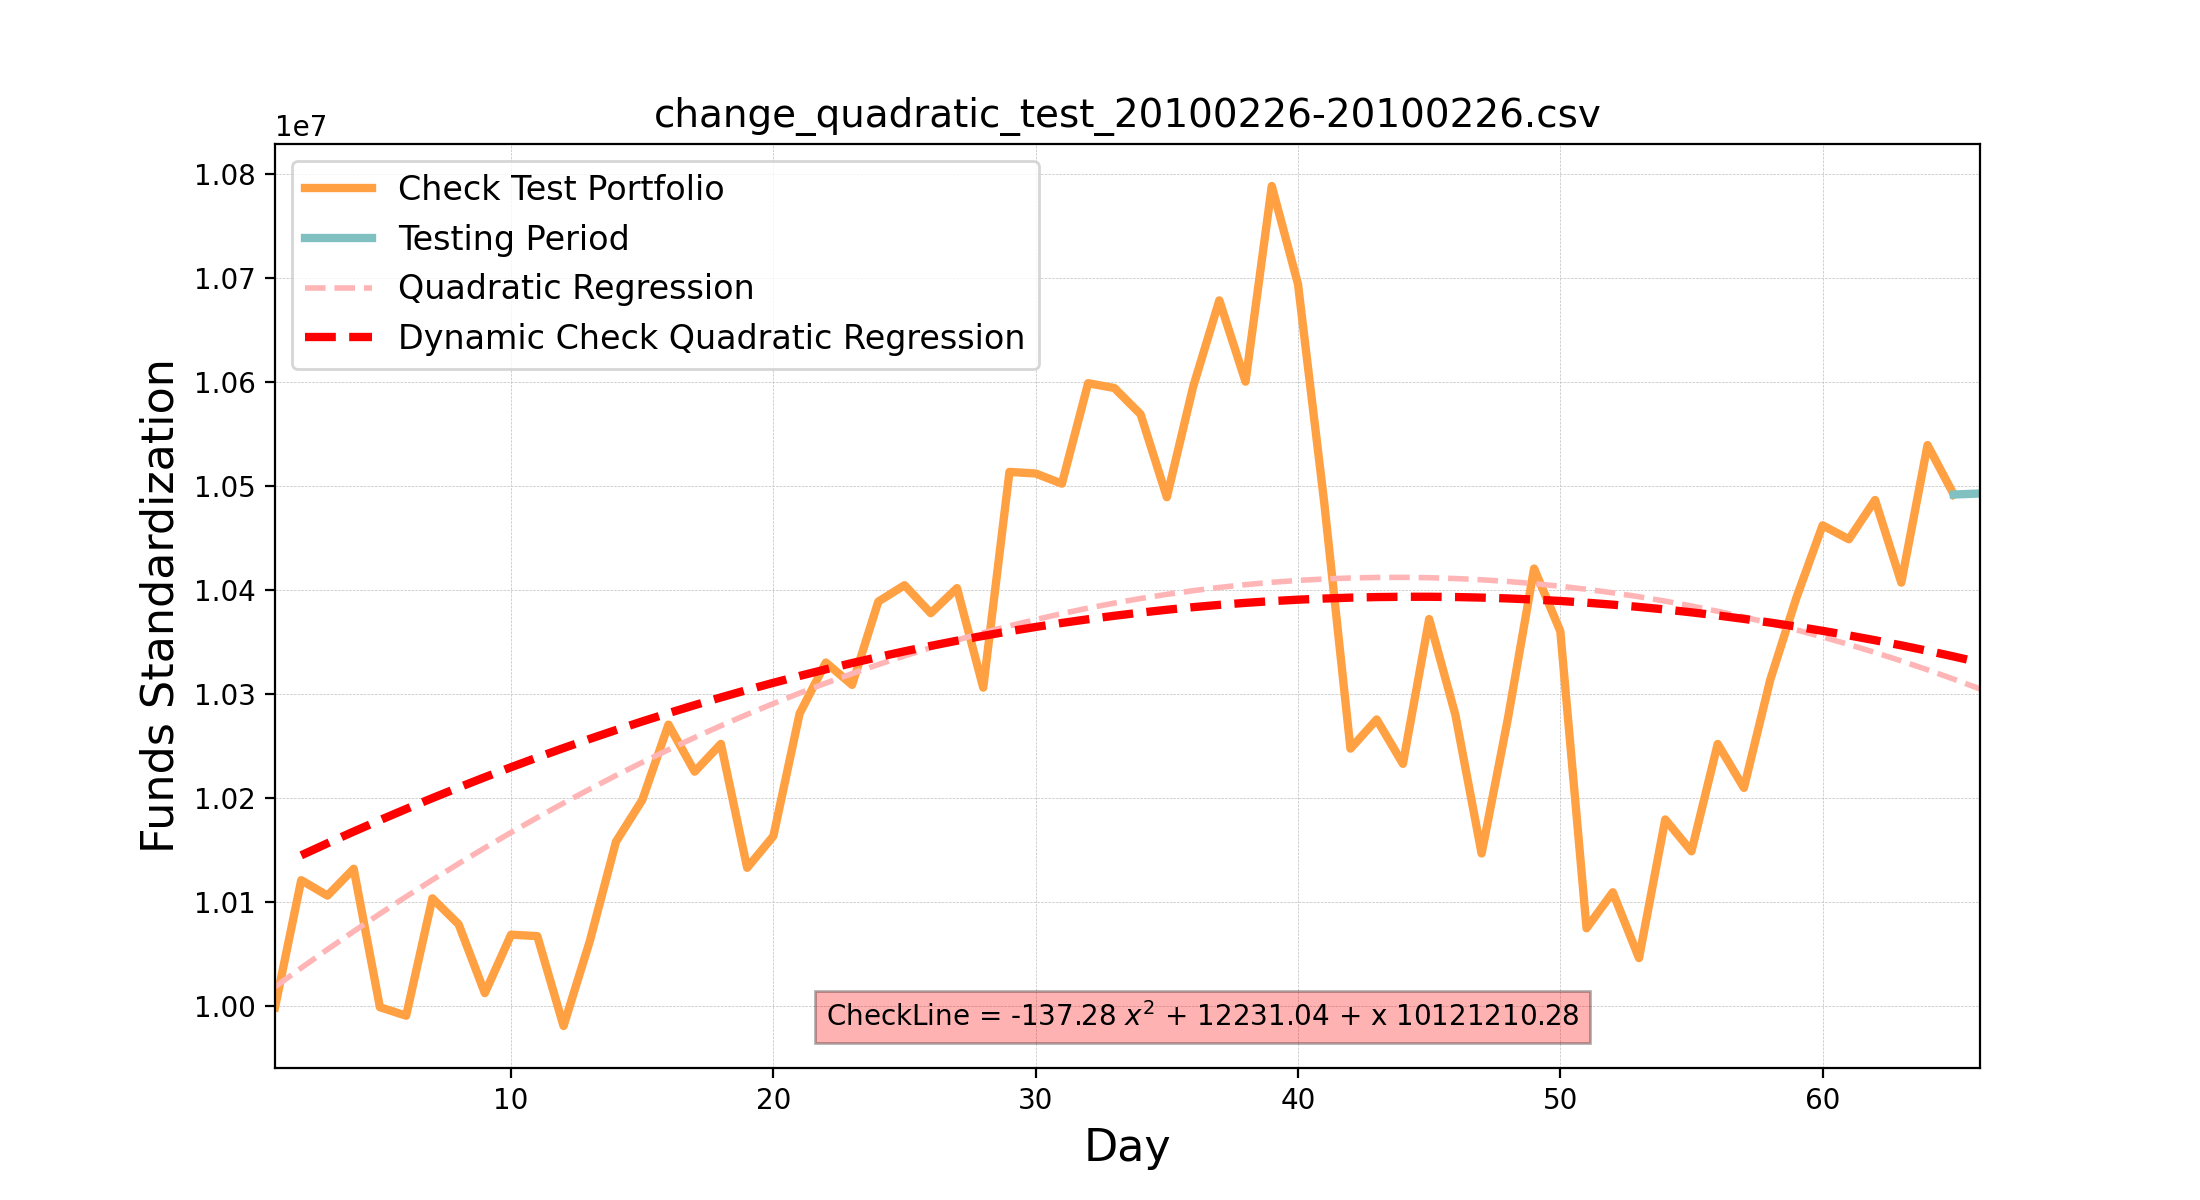 change_quadratic_test_20100226-20100226.csv
1e7
1.08
1.07
1.06
1.05
1.04
1.03
1.02
1.01
1.00
Funds Standardization
Check Test Portfolio
Testing Period
Quadratic Regression
Dynamic Check Quadratic Regression
CheckLine = -137.28 x² + 12231.04 + x 10121210.28
10 20 30 40 50 60
Day